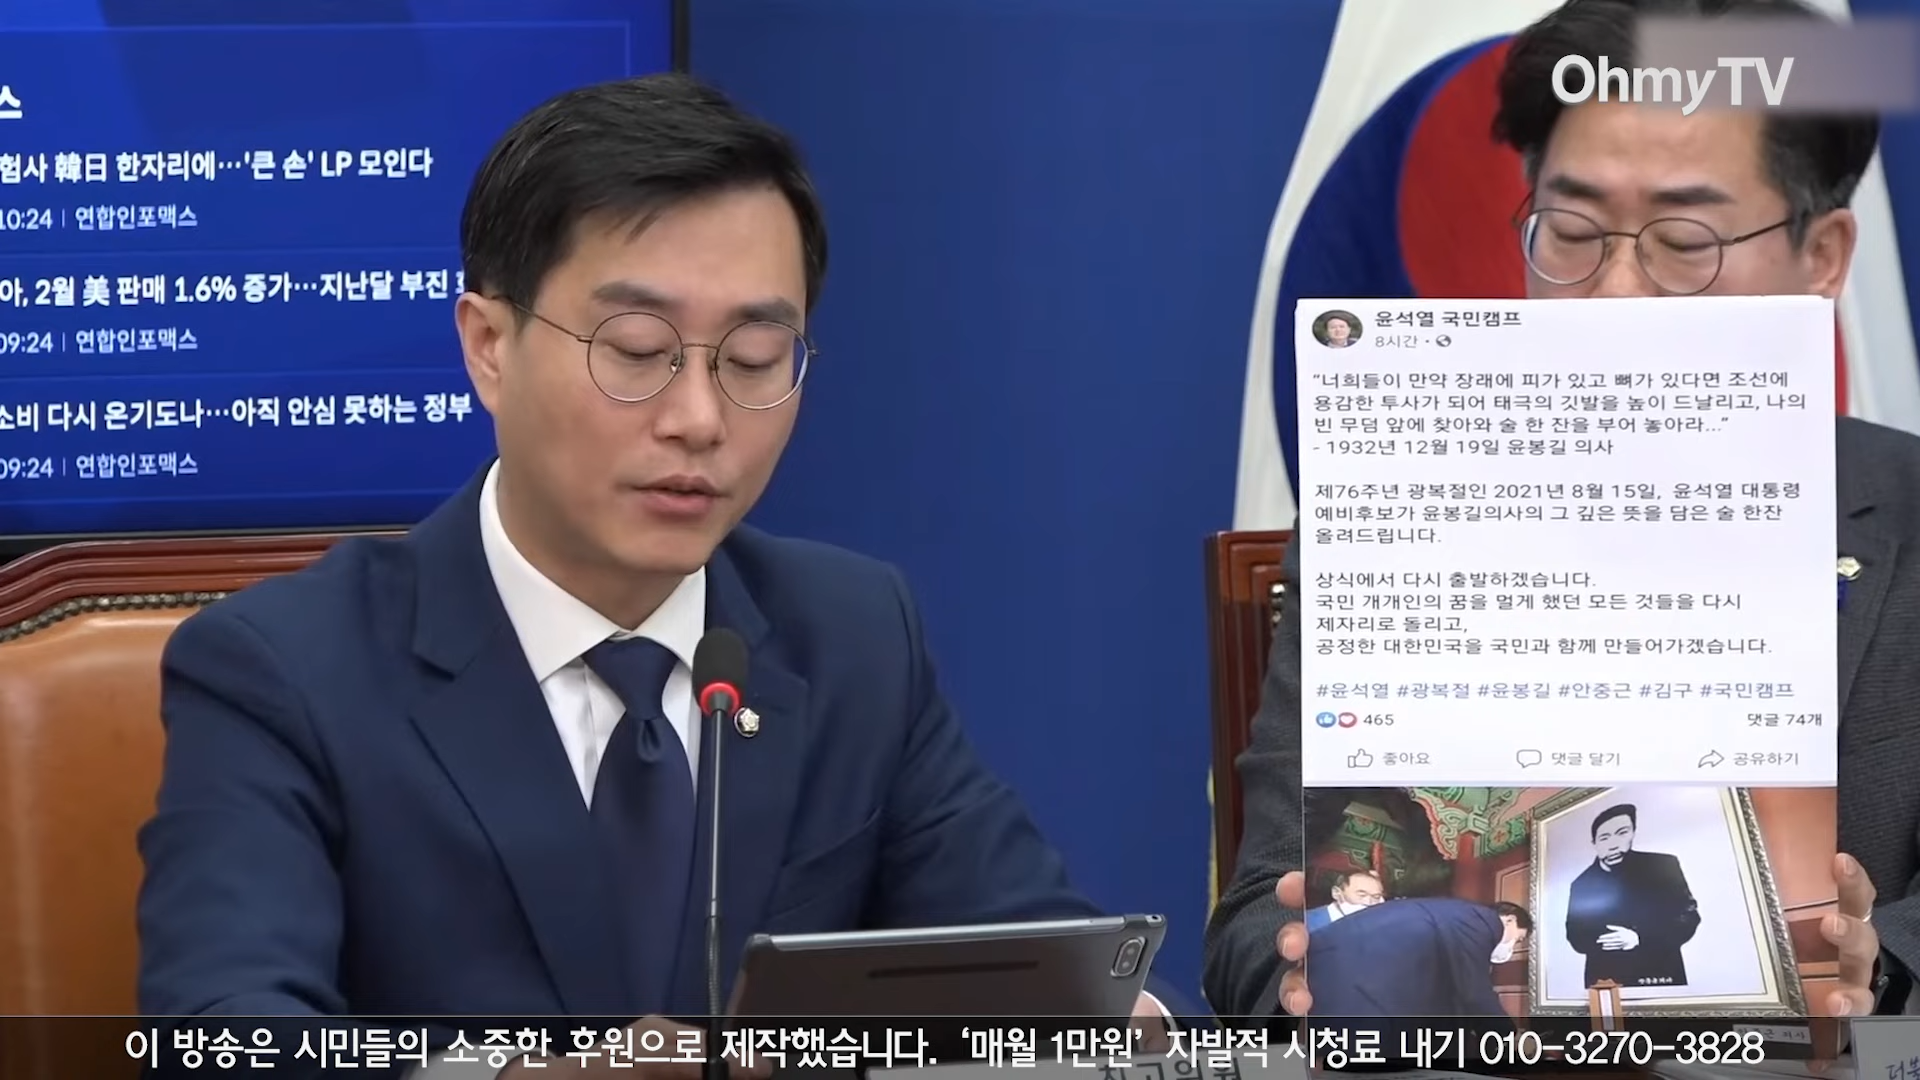 OhmyTV
스
험사 韓日 한자리에…'큰 손' LP 모인다
10:24 | 연합인포맥스
아, 2월 美 판매 1.6% 증가…지난달 부진
09:24 | 연합인포맥스
소비 다시 온기도나…아직 안심 못하는 정부
09:24 | 연합인포맥스
윤석열 국민캠프
8시간 ·
“너희들이 만약 장래에 피가 있고 뼈가 있다면 조선에
용감한 투사가 되어 태극의 깃발을 높이 드날리고, 나의
빈 무덤 앞에 찾아와 술 한 잔을 부어 놓아라...”
- 1932년 12월 19일 윤봉길 의사
제76주년 광복절인 2021년 8월 15일, 윤석열 대통령
예비후보가 윤봉길의사의 그 깊은 뜻을 담은 술 한잔
올려드립니다.
상식에서 다시 출발하겠습니다.
국민 개개인의 꿈을 멀게 했던 모든 것들을 다시
제자리로 돌리고,
공정한 대한민국을 국민과 함께 만들어가겠습니다.
#윤석열 #광복절 #윤봉길 #안중근 #김구 #국민캠프
465 댓글 74개
좋아요 댓글 달기 공유하기
최고위원
이 방송은 시민들의 소중한 후원으로 제작했습니다. ‘매월 1만원’ 자발적 시청료 내기 010-3270-3828